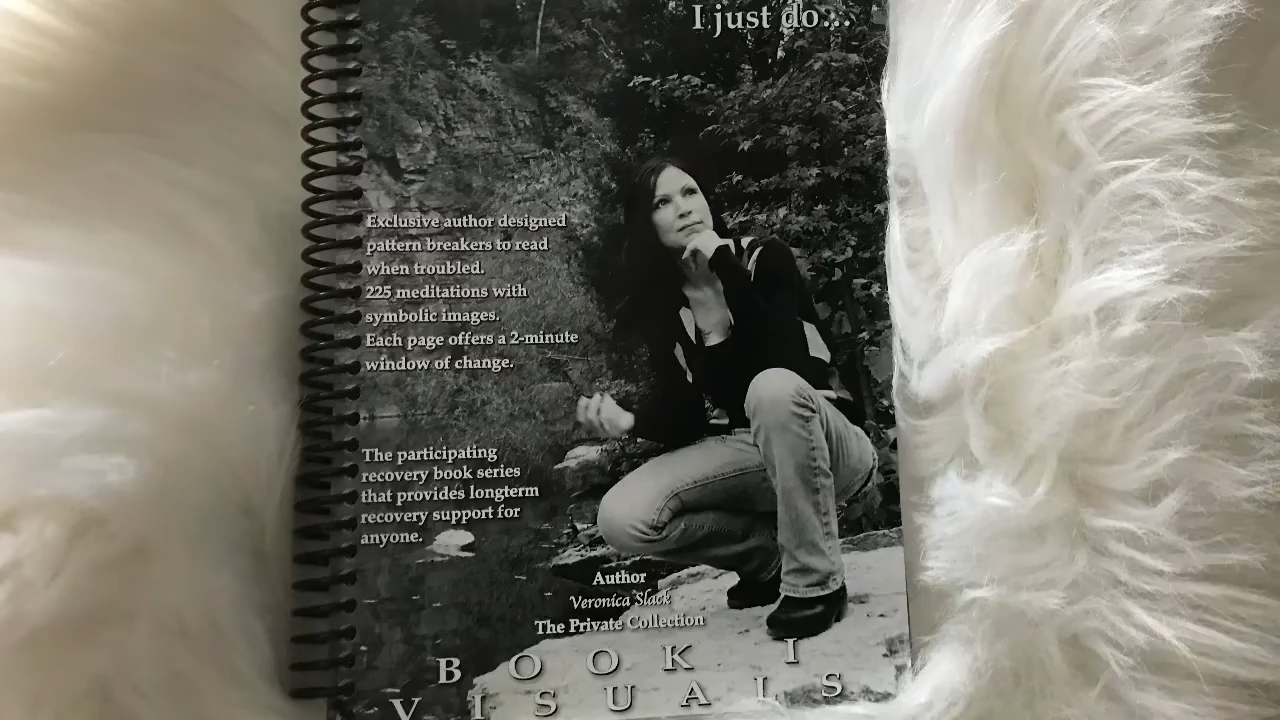 I just do...
Exclusive author designed
pattern breakers to read
when troubled.
225 meditations with
symbolic images.
Each page offers a 2-minute
window of change.
The participating
recovery book series
that provides longterm
recovery support for
anyone.
Author
Veronica Slack
The Private Collection
BOOK I
VISUALS